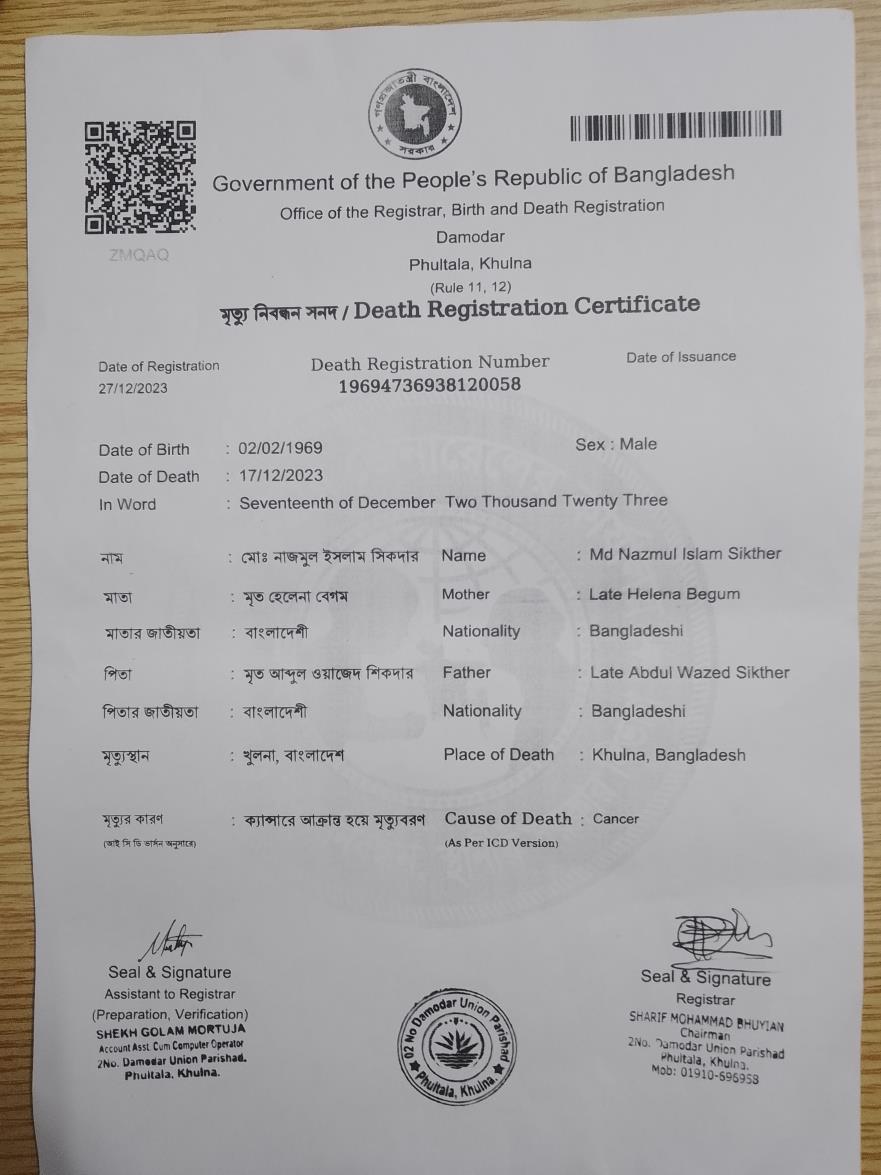 গণপ্রজাতন্ত্রী বাংলাদেশ
সরকার
ZMQAQ
Government of the People's Republic of Bangladesh
Office of the Registrar, Birth and Death Registration
Damodar
Phultala, Khulna
(Rule 11, 12)
মৃত্যু নিবন্ধন সনদ / Death Registration Certificate
Date of Registration Death Registration Number Date of Issuance
27/12/2023 19694736938120058
Date of Birth : 02/02/1969 Sex : Male
Date of Death : 17/12/2023
In Word : Seventeenth of December Two Thousand Twenty Three
নাম : মোঃ নাজমুল ইসলাম সিকদার Name : Md Nazmul Islam Sikther
মাতা : মৃত হেলেনা বেগম Mother : Late Helena Begum
মাতার জাতীয়তা : বাংলাদেশী Nationality : Bangladeshi
পিতা : মৃত আব্দুল ওয়াজেদ শিকদার Father : Late Abdul Wazed Sikther
পিতার জাতীয়তা : বাংলাদেশী Nationality : Bangladeshi
মৃত্যুস্থান : খুলনা, বাংলাদেশ Place of Death : Khulna, Bangladesh
মৃত্যুর কারণ : ক্যান্সারে আক্রান্ত হয়ে মৃত্যুবরণ Cause of Death : Cancer
(আই সি ডি ভার্সন অনুসারে) (As Per ICD Version)
Seal & Signature
Assistant to Registrar
(Preparation, Verification)
SHEKH GOLAM MORTUJA
Account Asst. Cum Computer Operator
2No. Damodar Union Parishad.
Phultala, Khulna.
02 No Damodar Union Parishad
Phultala, Khulna.
Seal & Signature
Registrar
SHARIF MOHAMMAD BHUYIAN
Chairman
2No. Damodar Union Parishad
Phultala, Khulna.
Mob: 01910-696958